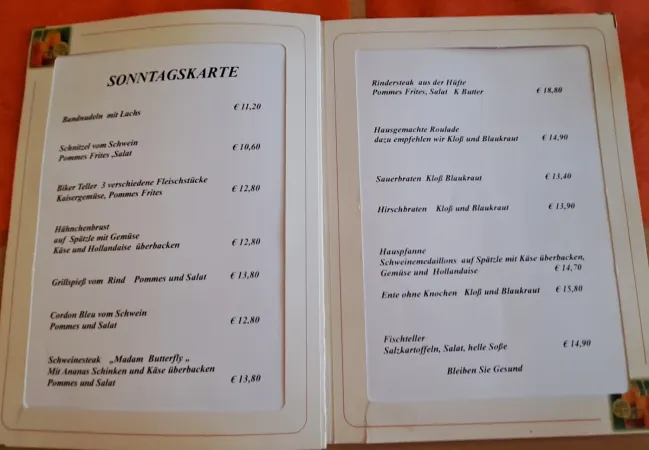 SONNTAGSKARTE
Bandnudeln mit Lachs € 11,20
Schnitzel vom Schwein
Pommes Frites ,Salat € 10,60
Biker Teller 3 verschiedene Fleischstücke
Kaisergemüse, Pommes Frites € 12,80
Hähnchenbrust
auf Spätzle mit Gemüse
Käse und Hollandaise überbacken € 12,80
Grillspieß vom Rind Pommes und Salat € 13,80
Cordon Bleu vom Schwein
Pommes und Salat € 12,80
Schweinesteak „Madam Butterfly „
Mit Ananas Schinken und Käse überbacken
Pommes und Salat € 13,80
Rindersteak aus der Hüfte
Pommes Frites, Salat K Butter € 18,80
Hausgemachte Roulade
dazu empfehlen wir Kloß und Blaukraut € 14,90
Sauerbraten Kloß Blaukraut € 13,40
Hirschbraten Kloß und Blaukraut € 13,90
Hauspfanne
Schweinemedaillons auf Spätzle mit Käse überbacken,
Gemüse und Hollandaise € 14,70
Ente ohne Knochen Kloß und Blaukraut € 15,80
Fischteller
Salzkartoffeln, Salat, helle Soße € 14,90
Bleiben Sie Gesund